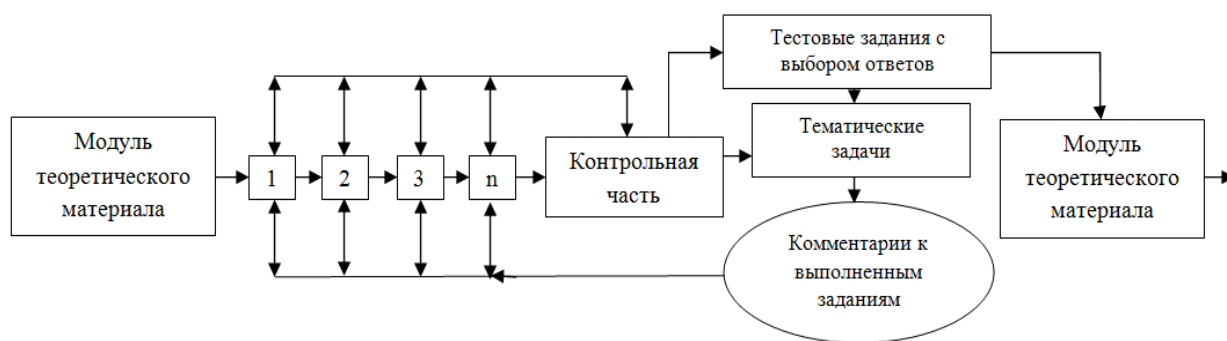 Модуль
теоретического
материала
1
2
3
n
Контрольная
часть
Тестовые задания с
выбором ответов
Тематические
задачи
Комментарии к
выполненным
заданиям
Модуль
теоретического
материала